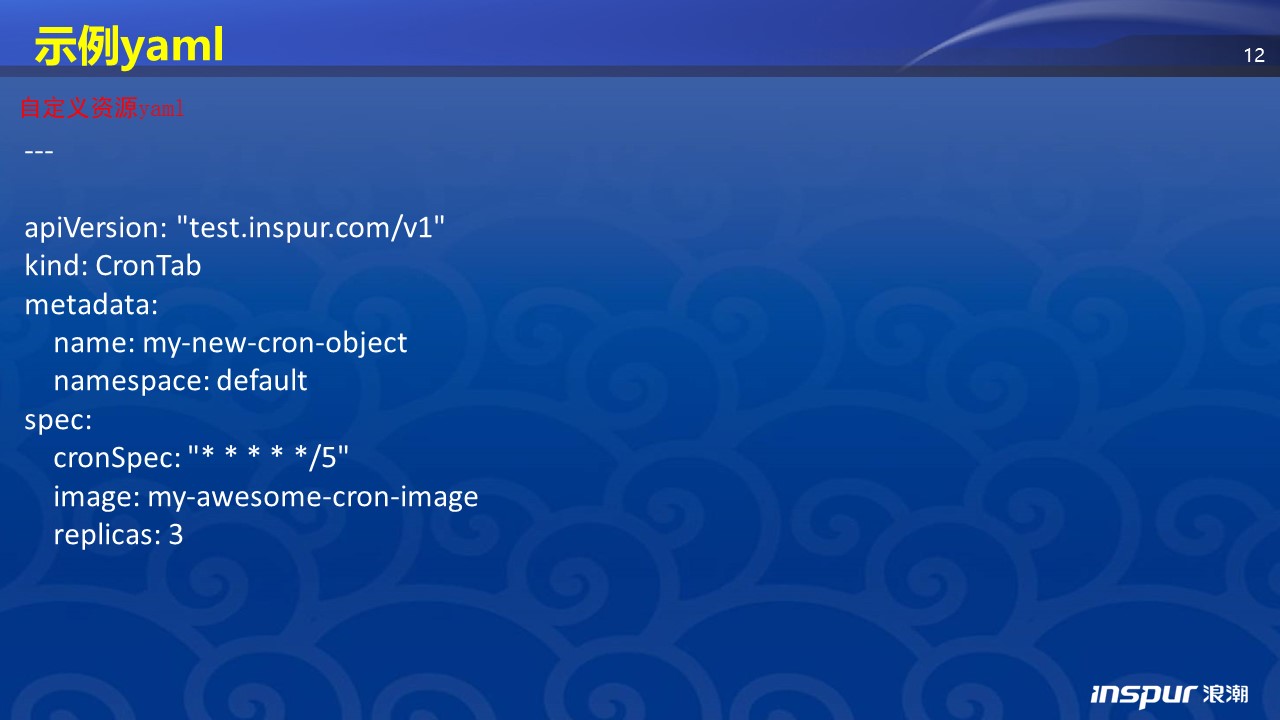 示例yaml
12
自定义资源yaml
---
apiVersion: "test.inspur.com/v1"
kind: CronTab
metadata:
    name: my-new-cron-object
    namespace: default
spec:
    cronSpec: "* * * * */5"
    image: my-awesome-cron-image
    replicas: 3
inspur 浪潮